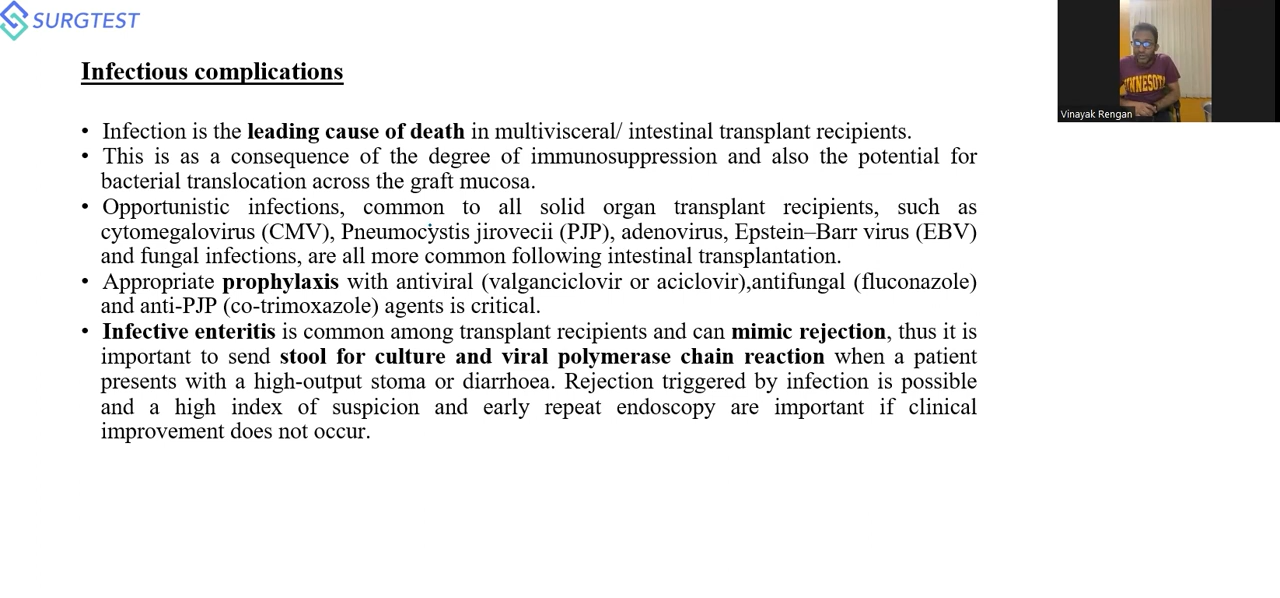 SURGTEST
Infectious complications
• Infection is the leading cause of death in multivisceral/ intestinal transplant recipients.
• This is as a consequence of the degree of immunosuppression and also the potential for
bacterial translocation across the graft mucosa.
• Opportunistic infections, common to all solid organ transplant recipients, such as
cytomegalovirus (CMV), Pneumocystis jirovecii (PJP), adenovirus, Epstein–Barr virus (EBV)
and fungal infections, are all more common following intestinal transplantation.
• Appropriate prophylaxis with antiviral (valganciclovir or aciclovir),antifungal (fluconazole)
and anti-PJP (co-trimoxazole) agents is critical.
• Infective enteritis is common among transplant recipients and can mimic rejection, thus it is
important to send stool for culture and viral polymerase chain reaction when a patient
presents with a high-output stoma or diarrhoea. Rejection triggered by infection is possible
and a high index of suspicion and early repeat endoscopy are important if clinical
improvement does not occur.
INNESOT
Vinayak Rengan